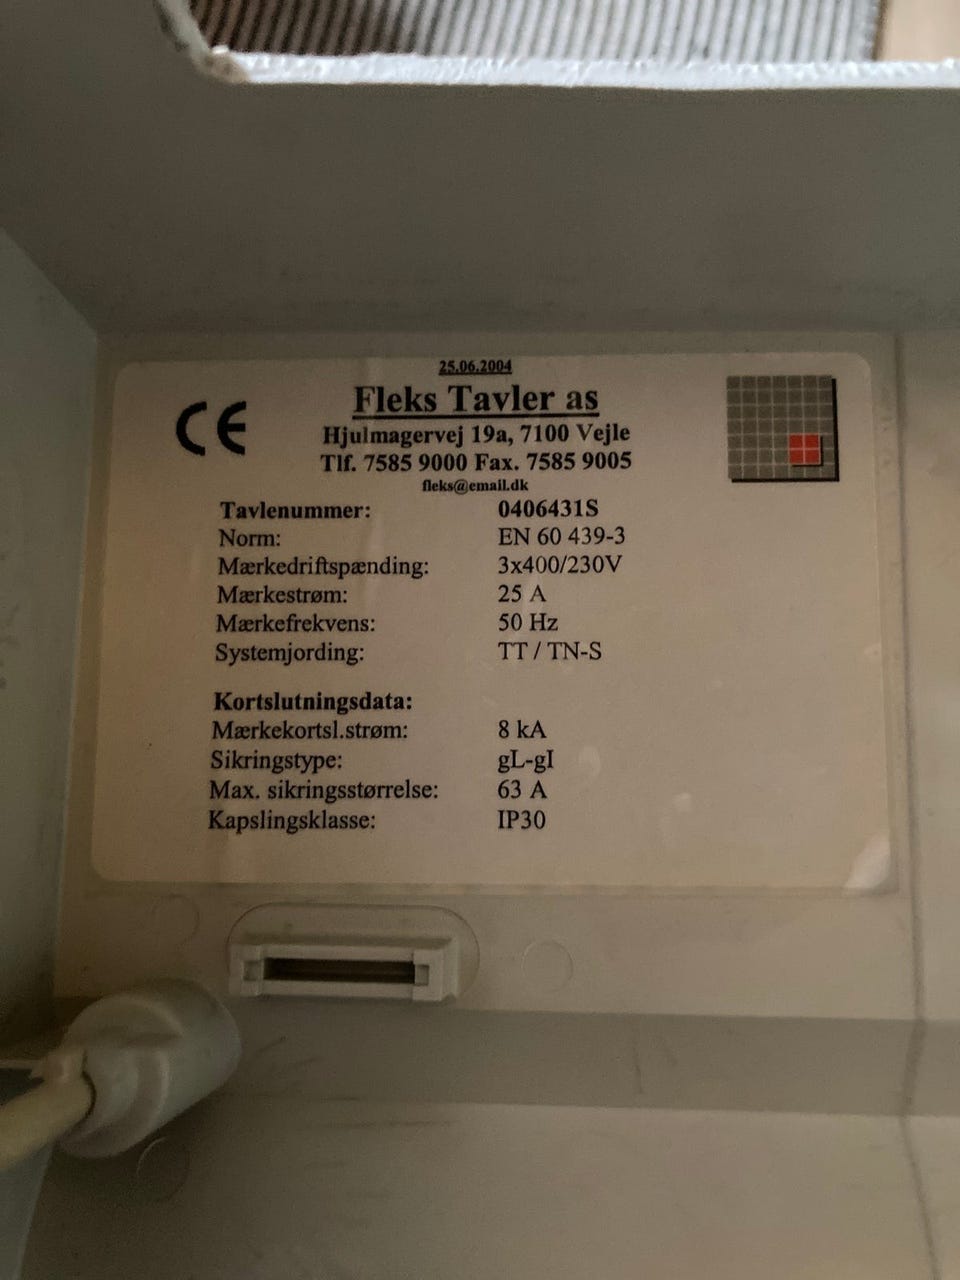 25.06.2004
CE
Fleks Tavler as
Hjulmagervej 19a, 7100 Vejle
Tlf. 7585 9000 Fax. 7585 9005
fleks@email.dk
Tavlenummer: 0406431S
Norm: EN 60 439-3
Mærkedriftspænding: 3x400/230V
Mærkestrøm: 25 A
Mærkefrekvens: 50 Hz
Systemjording: TT / TN-S
Kortslutningsdata:
Mærkekortsl.strøm: 8 kA
Sikringstype: gL-gI
Max. sikringsstørrelse: 63 A
Kapslingsklasse: IP30